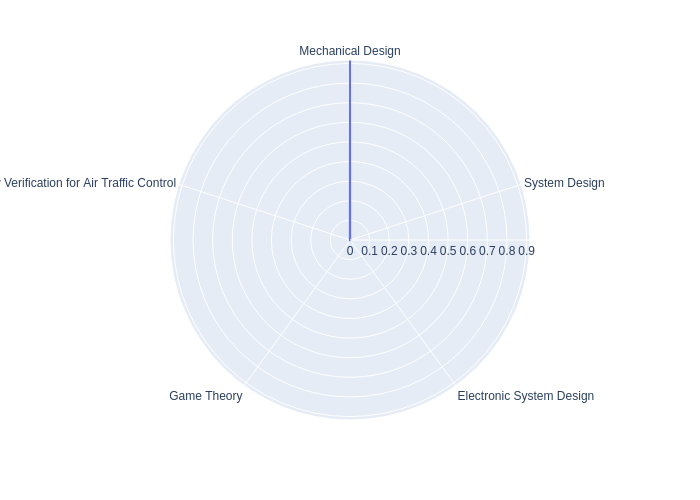 Mechanical Design
Verification for Air Traffic Control
System Design
0 0.1 0.2 0.3 0.4 0.5 0.6 0.7 0.8 0.9
Game Theory
Electronic System Design